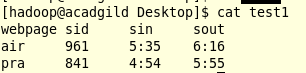 [hadoop@acadgild Desktop]$ cat test1
webpage sid sin sout
air 961 5:35 6:16
pra 841 4:54 5:55